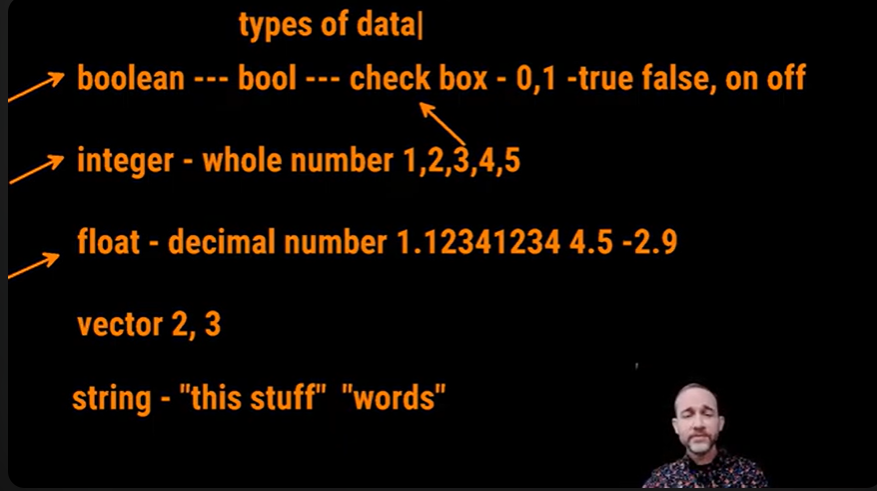 types of data|
boolean --- bool --- check box - 0,1 -true false, on off
integer - whole number 1,2,3,4,5
float - decimal number 1.12341234 4.5 -2.9
vector 2, 3
string - "this stuff"  "words"